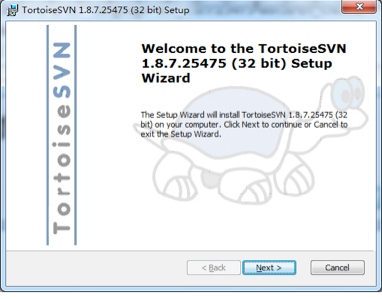 TortoiseSVN 1.8.7.25475 (32 bit) Setup
Welcome to the TortoiseSVN
1.8.7.25475 (32 bit) Setup
Wizard
The Setup Wizard will install TortoiseSVN 1.8.7.25475 (32
bit) on your computer. Click Next to continue or Cancel to
exit the Setup Wizard.
TortoiseSVN
< Back
Next >
Cancel